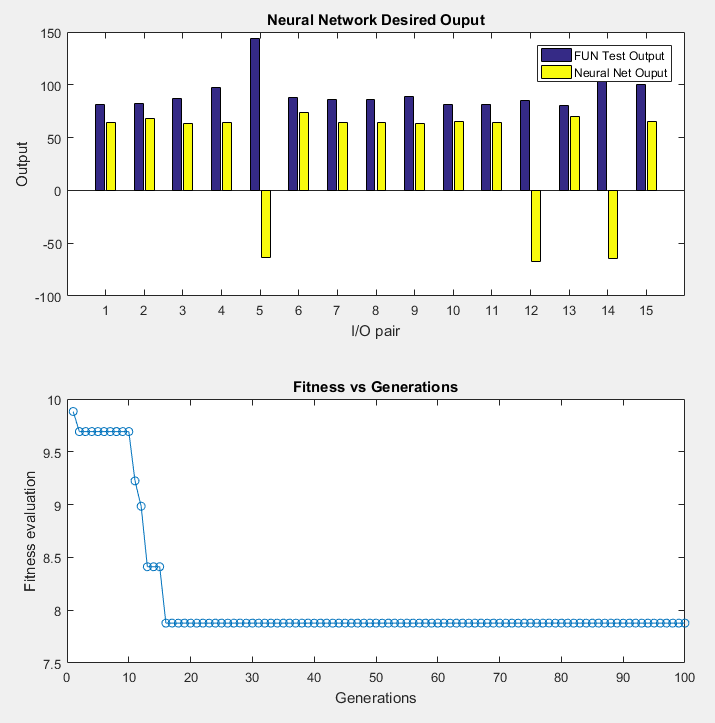 Neural Network Desired Ouput
150
100
50
0
-50
-100
Output
FUN Test Output
Neural Net Ouput
1 2 3 4 5 6 7 8 9 10 11 12 13 14 15
I/O pair
Fitness vs Generations
10
9.5
9
8.5
8
7.5
Fitness evaluation
0 10 20 30 40 50 60 70 80 90 100
Generations